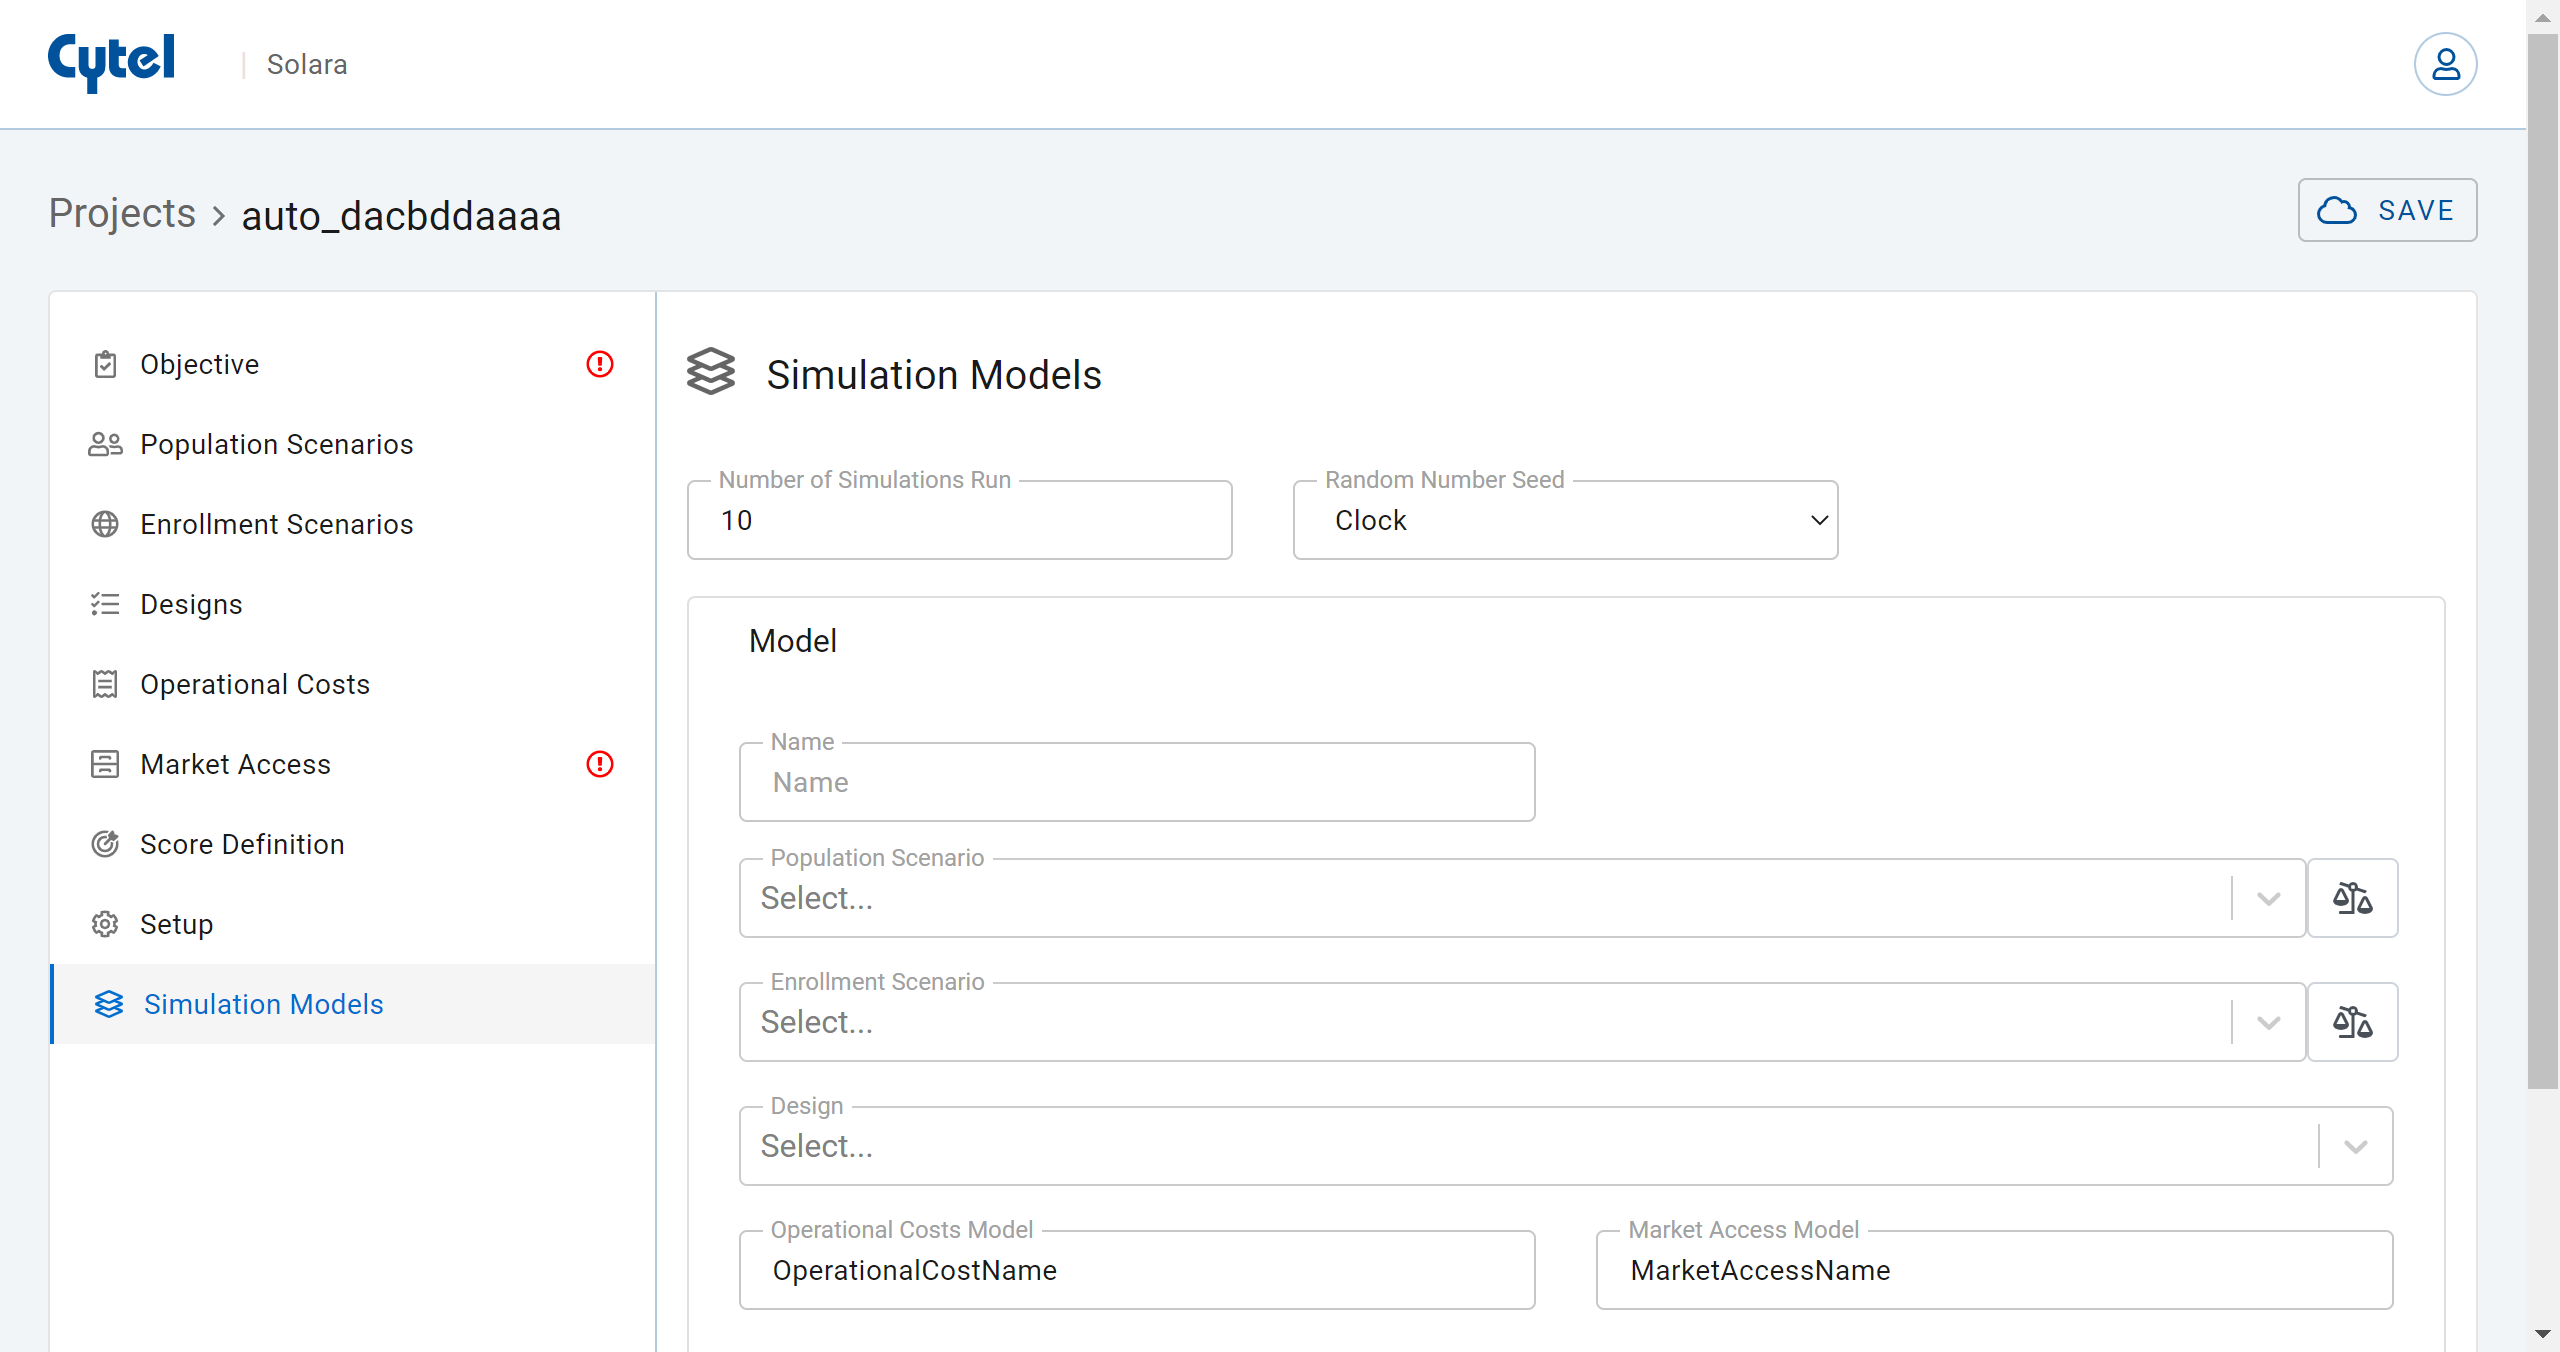 Cytel
Solara
Projects > auto_dacbddaaaa
SAVE
Objective
Population Scenarios
Enrollment Scenarios
Designs
Operational Costs
Market Access
Score Definition
Setup
Simulation Models
Simulation Models
Number of Simulations Run
10
Random Number Seed
Clock
Model
Name
Name
Population Scenario
Select...
Enrollment Scenario
Select...
Design
Select...
Operational Costs Model
OperationalCostName
Market Access Model
MarketAccessName